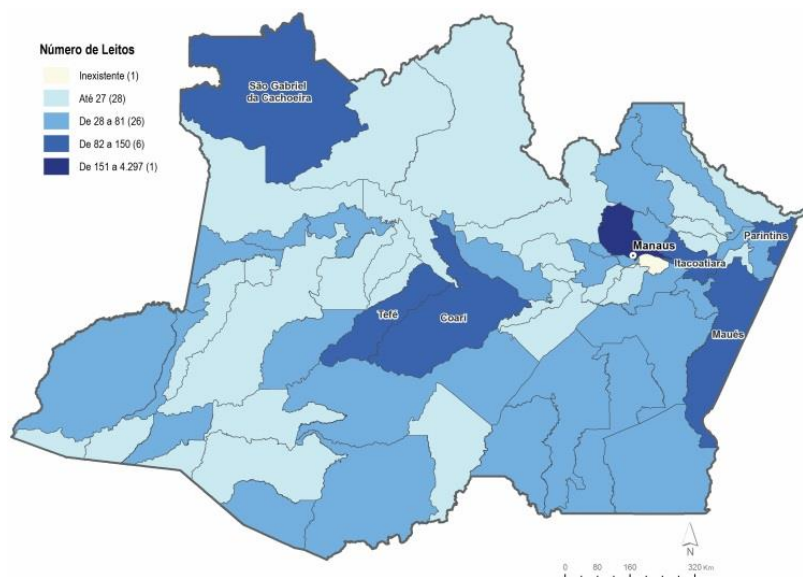 Número de Leitos
Inexistente (1)
Até 27 (28)
De 28 a 81 (26)
De 82 a 150 (6)
De 151 a 4.297 (1)
São Gabriel
da Cachoeira
Manaus
Parintins
Itacoatiara
Tefé
Coari
Maués
N
0 80 160 320 Km